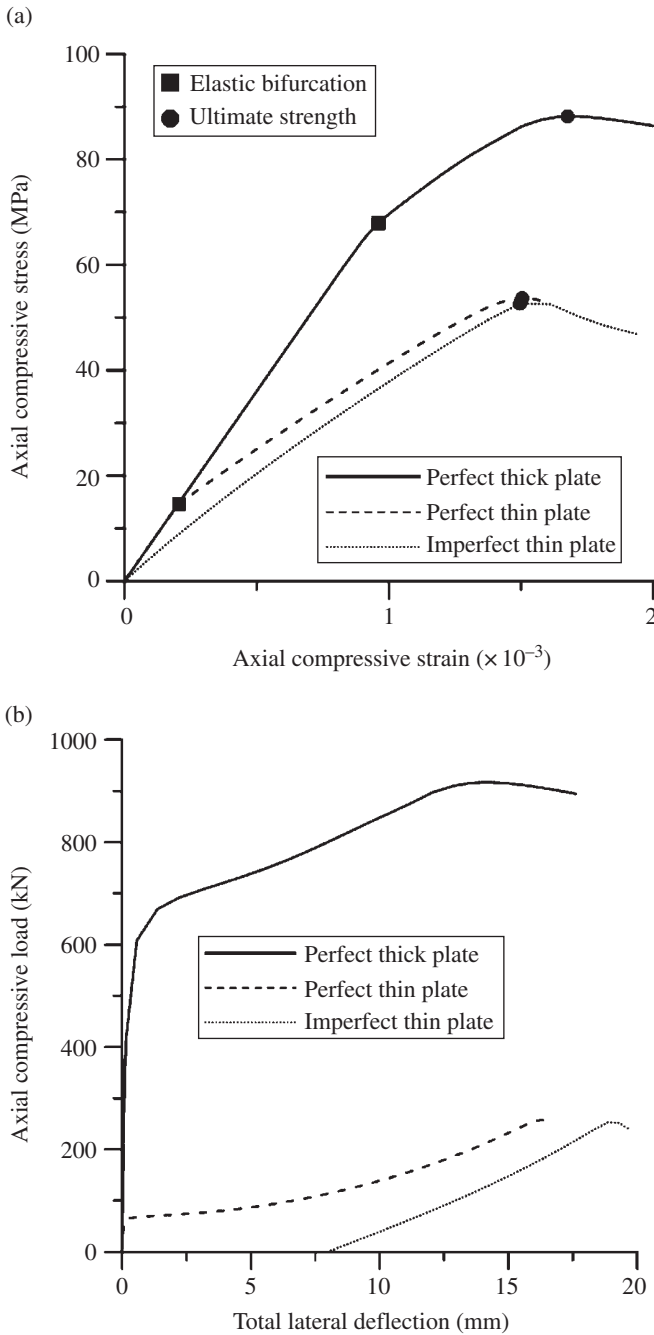 (a)
100
80
60
40
20
0
Axial compressive stress (MPa)
Elastic bifurcation
Ultimate strength
Perfect thick plate
Perfect thin plate
Imperfect thin plate
0
1
2
Axial compressive strain (× 10⁻³)
(b)
1000
800
600
400
200
0
Axial compressive load (kN)
Perfect thick plate
Perfect thin plate
Imperfect thin plate
0
5
10
15
20
Total lateral deflection (mm)